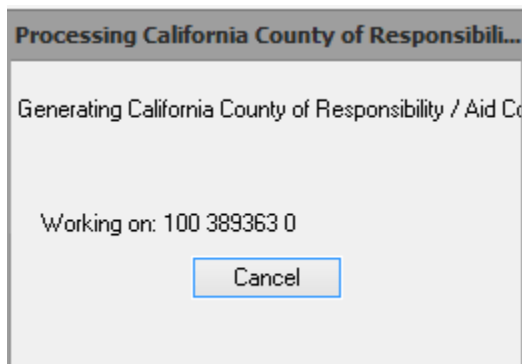 Processing California County of Responsibili...
Generating California County of Responsibility / Aid Co
Working on: 100 389363 0
Cancel